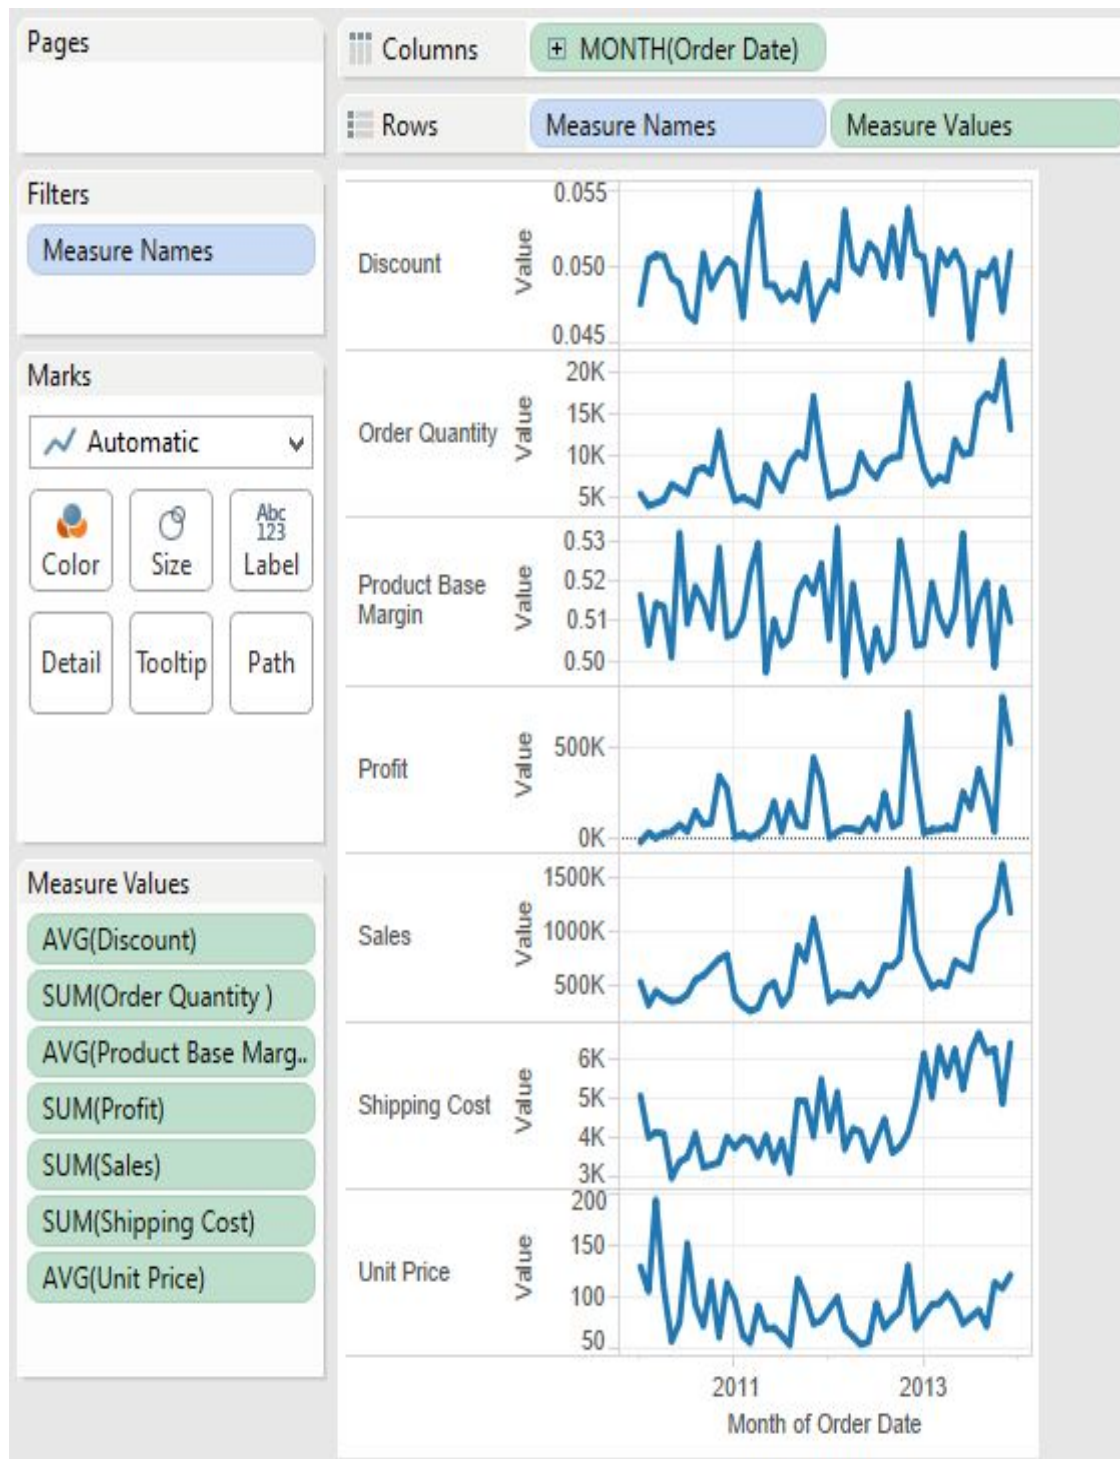 Pages
Columns
MONTH(Order Date)
Rows
Measure Names
Measure Values
Filters
Measure Names
Marks
Automatic
Color
Size
Abc
123
Label
Detail
Tooltip
Path
Measure Values
AVG(Discount)
SUM(Order Quantity )
AVG(Product Base Marg..
SUM(Profit)
SUM(Sales)
SUM(Shipping Cost)
AVG(Unit Price)
Discount
Value
0.055
0.050
0.045
Order Quantity
Value
20K
15K
10K
5K
Product Base
Margin
Value
0.53
0.52
0.51
0.50
Profit
Value
500K
0K
Sales
Value
1500K
1000K
500K
Shipping Cost
Value
6K
5K
4K
3K
Unit Price
Value
200
150
100
50
2011
2013
Month of Order Date